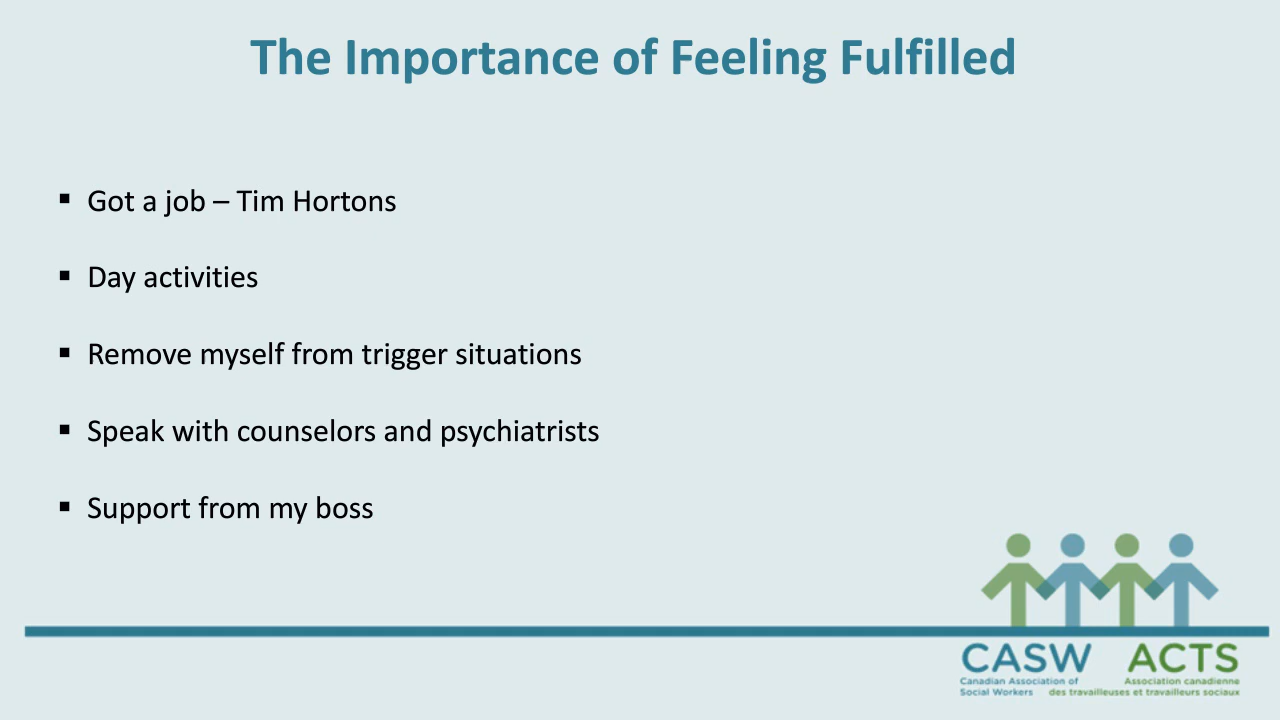 The Importance of Feeling Fulfilled
▪ Got a job – Tim Hortons
▪ Day activities
▪ Remove myself from trigger situations
▪ Speak with counselors and psychiatrists
▪ Support from my boss
CASW ACTS
Canadian Association of Association canadienne
Social Workers des travailleuses et travailleurs sociaux